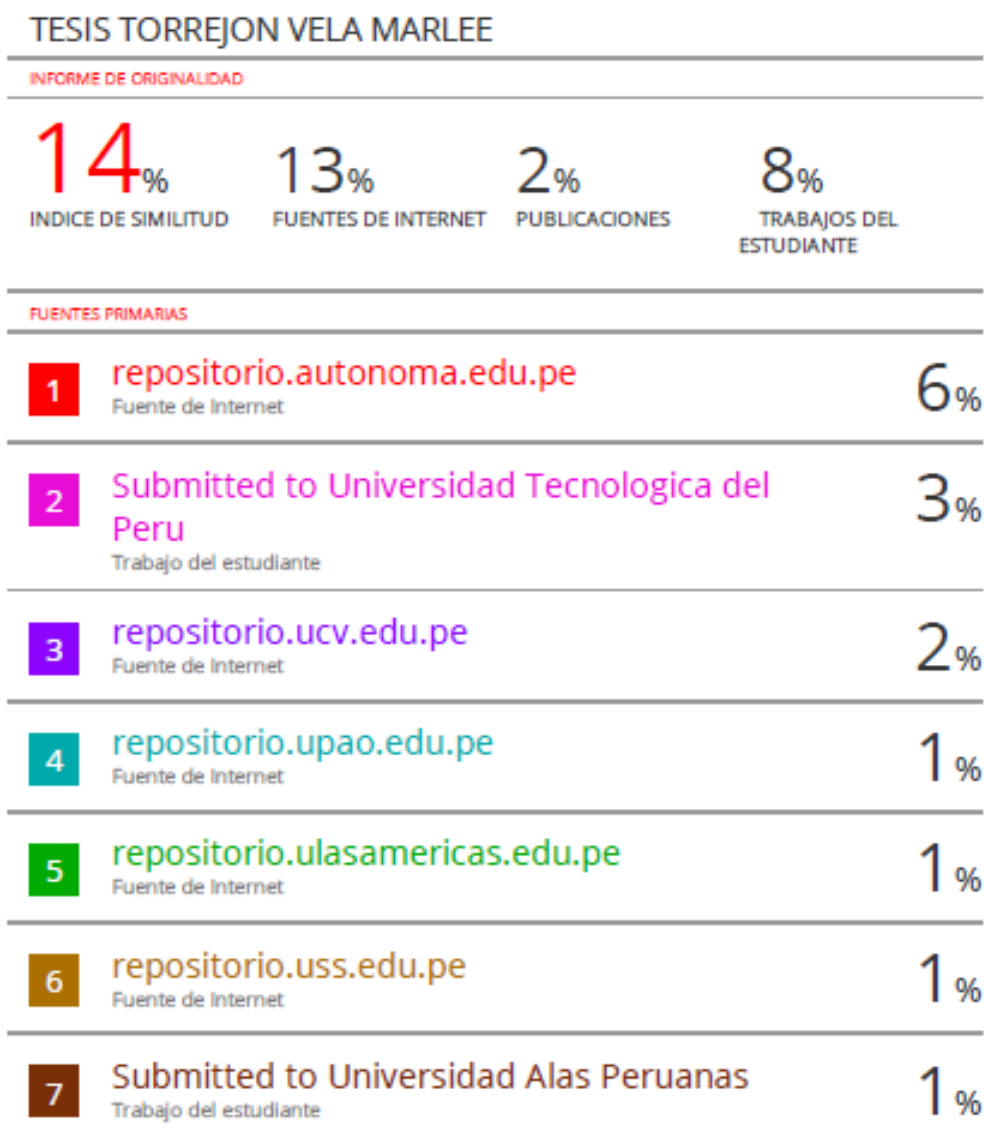 TESIS TORREJON VELA MARLEE
INFORME DE ORIGINALIDAD
14% 13% 2% 8%
INDICE DE SIMILITUD FUENTES DE INTERNET PUBLICACIONES TRABAJOS DEL
ESTUDIANTE
FUENTES PRIMARIAS
1 repositorio.autonoma.edu.pe 6%
Fuente de Internet
2 Submitted to Universidad Tecnologica del 3%
Peru
Trabajo del estudiante
3 repositorio.ucv.edu.pe 2%
Fuente de Internet
4 repositorio.upao.edu.pe 1%
Fuente de Internet
5 repositorio.ulasamericas.edu.pe 1%
Fuente de Internet
6 repositorio.uss.edu.pe 1%
Fuente de Internet
7 Submitted to Universidad Alas Peruanas 1%
Trabajo del estudiante